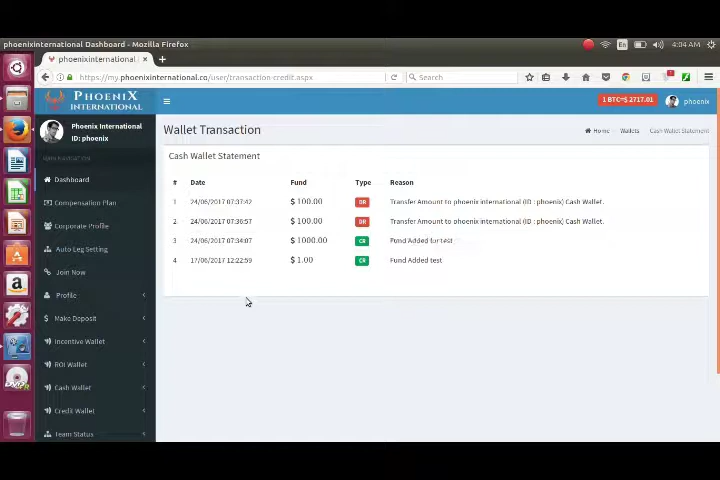 phoenixinternational Dashboard - Mozilla Firefox
En
4:04 AM
phoenixinternational
https://my.phoenixinternational.co/user/transaction-credit.aspx
Search
PHOENIX
INTERNATIONAL
1 BTC=$ 2717.01
phoenix
Phoenix International
ID: phoenix
MAIN NAVIGATION
Dashboard
Compensation Plan
Corporate Profile
Auto Leg Setting
Join Now
Profile
Make Deposit
Incentive Wallet
ROI Wallet
Cash Wallet
Credit Wallet
Team Status
Wallet Transaction
Home
Wallets
Cash Wallet Statement
Cash Wallet Statement
# Date Fund Type Reason
1 24/06/2017 07:37:42 $ 100.00 DR Transfer Amount to phoenix international (ID : phoenix) Cash Wallet.
2 24/06/2017 07:36:57 $ 100.00 DR Transfer Amount to phoenix international (ID : phoenix) Cash Wallet.
3 24/06/2017 07:34:07 $ 1000.00 CR Fund Added for test
4 17/06/2017 12:22:59 $ 1.00 CR Fund Added test